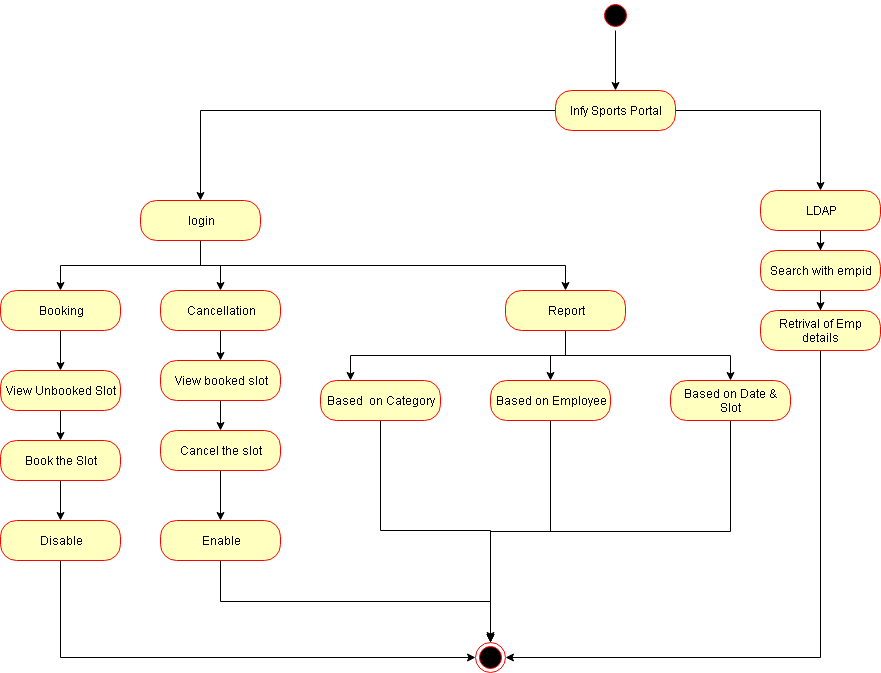 Infy Sports Portal
login
LDAP
Search with empid
Retrival of Emp
details
Booking
Cancellation
Report
View Unbooked Slot
View booked slot
Based on Category
Based on Employee
Based on Date &
Slot
Book the Slot
Cancel the slot
Disable
Enable